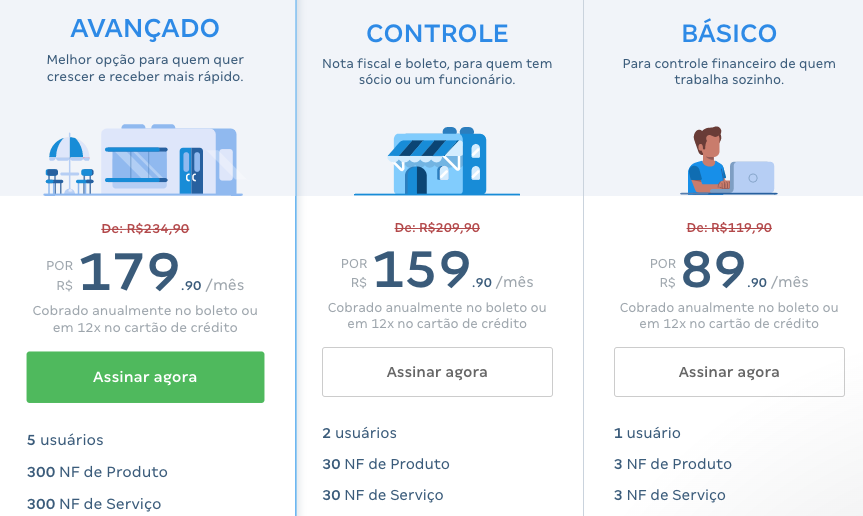 AVANÇADO
Melhor opção para quem quer
crescer e receber mais rápido.
De: R$234,90
POR
R$ 179 .90 /mês
Cobrado anualmente no boleto ou
em 12x no cartão de crédito
Assinar agora
5 usuários
300 NF de Produto
300 NF de Serviço
CONTROLE
Nota fiscal e boleto, para quem tem
sócio ou um funcionário.
De: R$209,90
POR
R$ 159 .90 /mês
Cobrado anualmente no boleto ou
em 12x no cartão de crédito
Assinar agora
2 usuários
30 NF de Produto
30 NF de Serviço
BÁSICO
Para controle financeiro de quem
trabalha sozinho.
De: R$119,90
POR
R$ 89 .90 /mês
Cobrado anualmente no boleto ou
em 12x no cartão de crédito
Assinar agora
1 usuário
3 NF de Produto
3 NF de Serviço